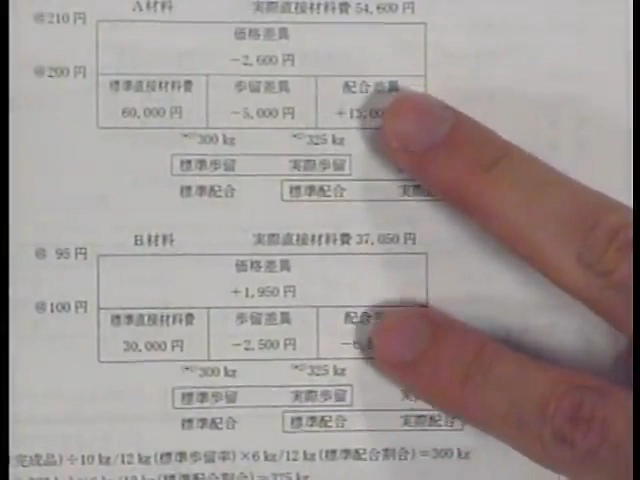 A材料 実際直接材料費 54,600円
@210円
価格差異
-2,600円
@200円
標準直接材料費 歩留差異 配合差異
60,000円 -5,000円
300 kg 325 kg
標準歩留 実際歩留
標準配合 標準配合
B材料 実際直接材料費 37,050円
@ 95円
価格差異
+1,950円
@100円
標準直接材料費 歩留差異
30,000円 -2,500円
300 kg 325 kg
標準歩留 実際歩留
標準配合 標準配合 実際配合
完成品)÷10 kg/12 kg(標準歩留率)×6 kg/12 kg(標準配合割合)=300 kg